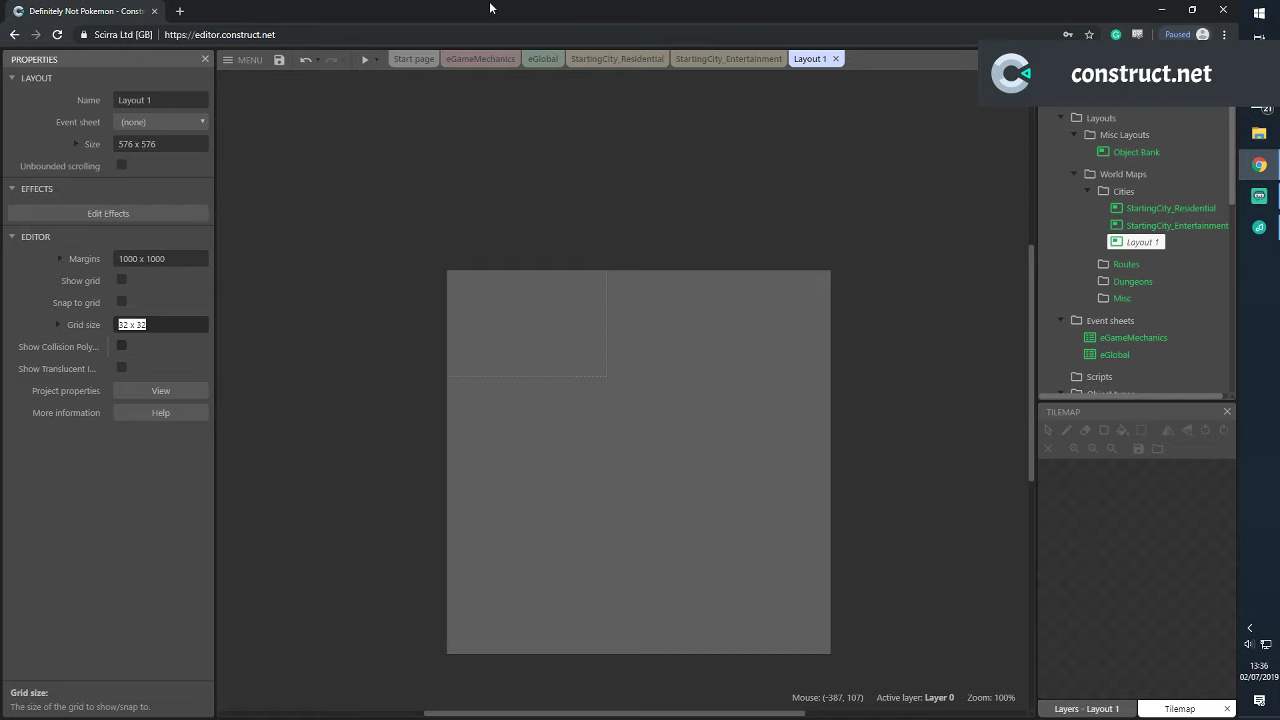 Definitely Not Pokemon - Constru
Scirra Ltd [GB] https://editor.construct.net
Paused
PROPERTIES
MENU
Start page
eGameMechanics
eGlobal
StartingCity_Residential
StartingCity_Entertainment
Layout 1
construct.net
LAYOUT
Name Layout 1
Event sheet (none)
Size 576 x 576
Unbounded scrolling
EFFECTS
Edit Effects
EDITOR
Margins 1000 x 1000
Show grid
Snap to grid
Grid size 32 x 32
Show Collision Poly...
Show Translucent I...
Project properties View
More information Help
Grid size:
The size of the grid to show/snap to.
Mouse: (-387, 107) Active layer: Layer 0 Zoom: 100%
Layouts
Misc Layouts
Object Bank
World Maps
Cities
StartingCity_Residential
StartingCity_Entertainment
Layout 1
Routes
Dungeons
Misc
Event sheets
eGameMechanics
eGlobal
Scripts
TILEMAP
Layers - Layout 1
Tilemap
13:38
02/07/2019